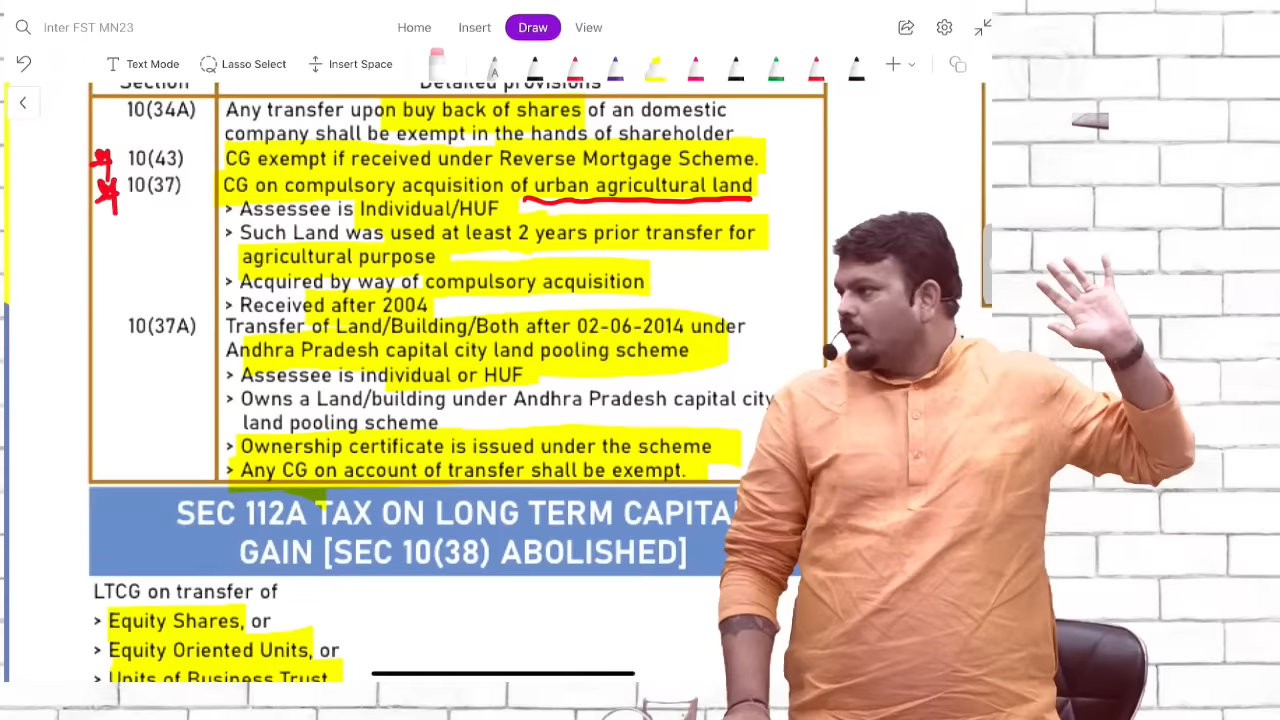 Inter FST MN23
Home Insert Draw View
Text Mode Lasso Select Insert Space
Section Detailed provisions
10(34A) Any transfer upon buy back of shares of an domestic
company shall be exempt in the hands of shareholder
10(43) CG exempt if received under Reverse Mortgage Scheme.
10(37) CG on compulsory acquisition of urban agricultural land
> Assessee is Individual/HUF
> Such Land was used at least 2 years prior transfer for
agricultural purpose
> Acquired by way of compulsory acquisition
> Received after 2004
10(37A) Transfer of Land/Building/Both after 02-06-2014 under
Andhra Pradesh capital city land pooling scheme
> Assessee is individual or HUF
> Owns a Land/building under Andhra Pradesh capital city
land pooling scheme
> Ownership certificate is issued under the scheme
> Any CG on account of transfer shall be exempt.
SEC 112A TAX ON LONG TERM CAPITA
GAIN [SEC 10(38) ABOLISHED]
LTCG on transfer of
> Equity Shares, or
> Equity Oriented Units, or
> Units of Business Trust